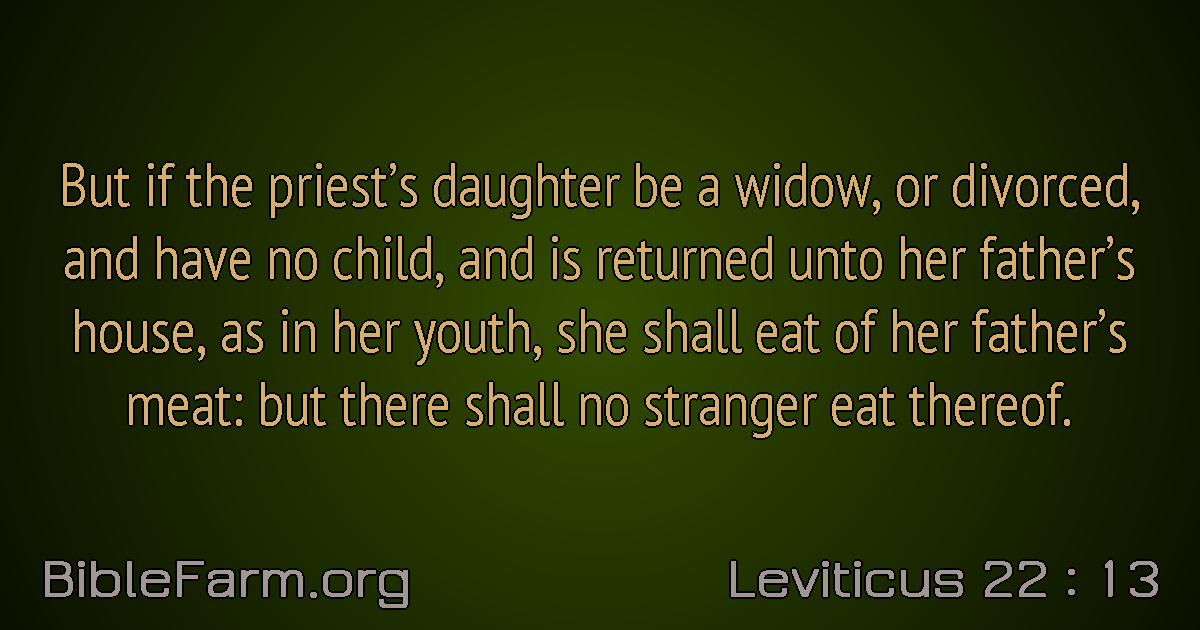 But if the priest’s daughter be a widow, or divorced,
and have no child, and is returned unto her father’s
house, as in her youth, she shall eat of her father’s
meat: but there shall no stranger eat thereof.
BibleFarm.org
Leviticus 22 : 13